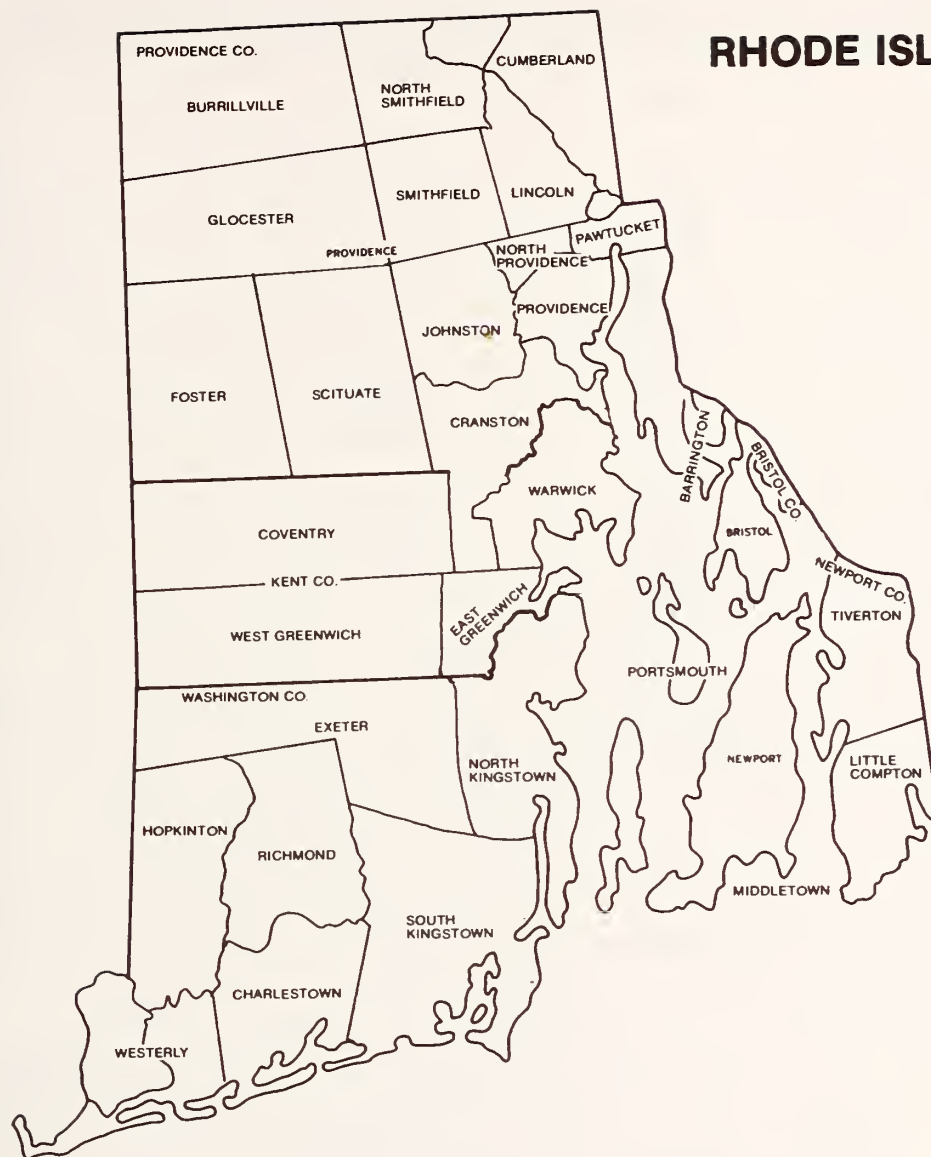 RHODE ISL
PROVIDENCE CO.
CUMBERLAND
BURRILLVILLE
NORTH
SMITHFIELD
SMITHFIELD
LINCOLN
GLOCESTER
PAWTUCKET
PROVIDENCE
NORTH
PROVIDENCE
PROVIDENCE
JOHNSTON
FOSTER
SCITUATE
CRANSTON
BARRINGTON
BRISTOL CO.
WARWICK
COVENTRY
BRISTOL
KENT CO.
NEWPORT CO.
EAST
GREENWICH
TIVERTON
WEST GREENWICH
PORTSMOUTH
WASHINGTON CO.
EXETER
NORTH
KINGSTOWN
NEWPORT
LITTLE
COMPTON
HOPKINTON
RICHMOND
MIDDLETOWN
SOUTH
KINGSTOWN
CHARLESTOWN
WESTERLY